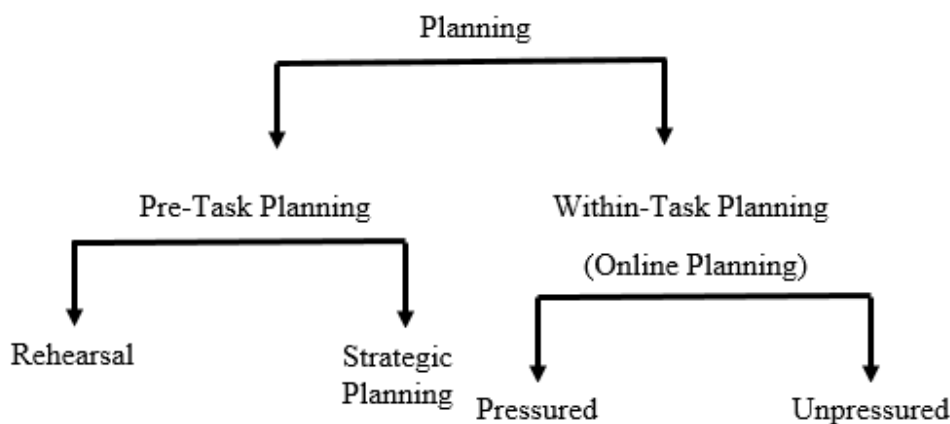 Planning
Pre-Task Planning
Within-Task Planning
(Online Planning)
Rehearsal
Strategic
Planning
Pressured
Unpressured